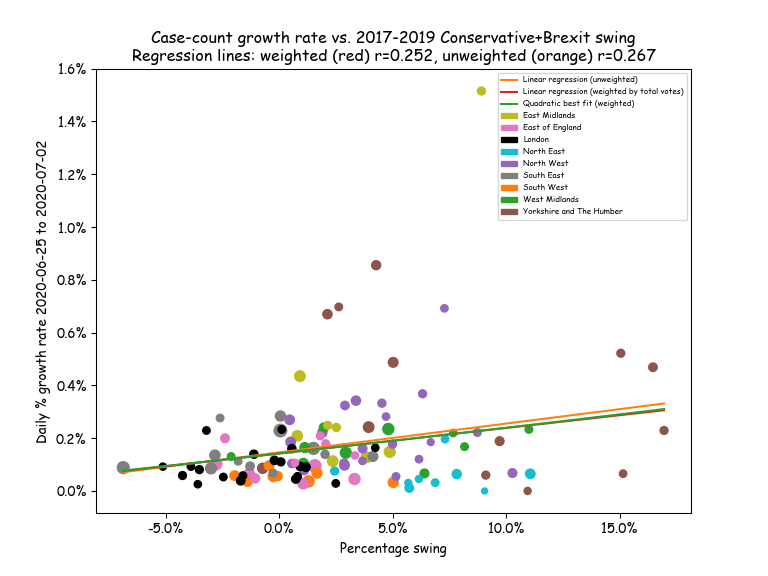 Case-count growth rate vs. 2017-2019 Conservative+Brexit swing
Regression lines: weighted (red) r=0.252, unweighted (orange) r=0.267
Daily % growth rate 2020-06-25 to 2020-07-02
1.6%
1.4%
1.2%
1.0%
0.8%
0.6%
0.4%
0.2%
0.0%
Linear regression (unweighted)
Linear regression (weighted by total votes)
Quadratic best fit (weighted)
East Midlands
East of England
London
North East
North West
South East
South West
West Midlands
Yorkshire and The Humber
-5.0%
0.0%
5.0%
10.0%
15.0%
Percentage swing